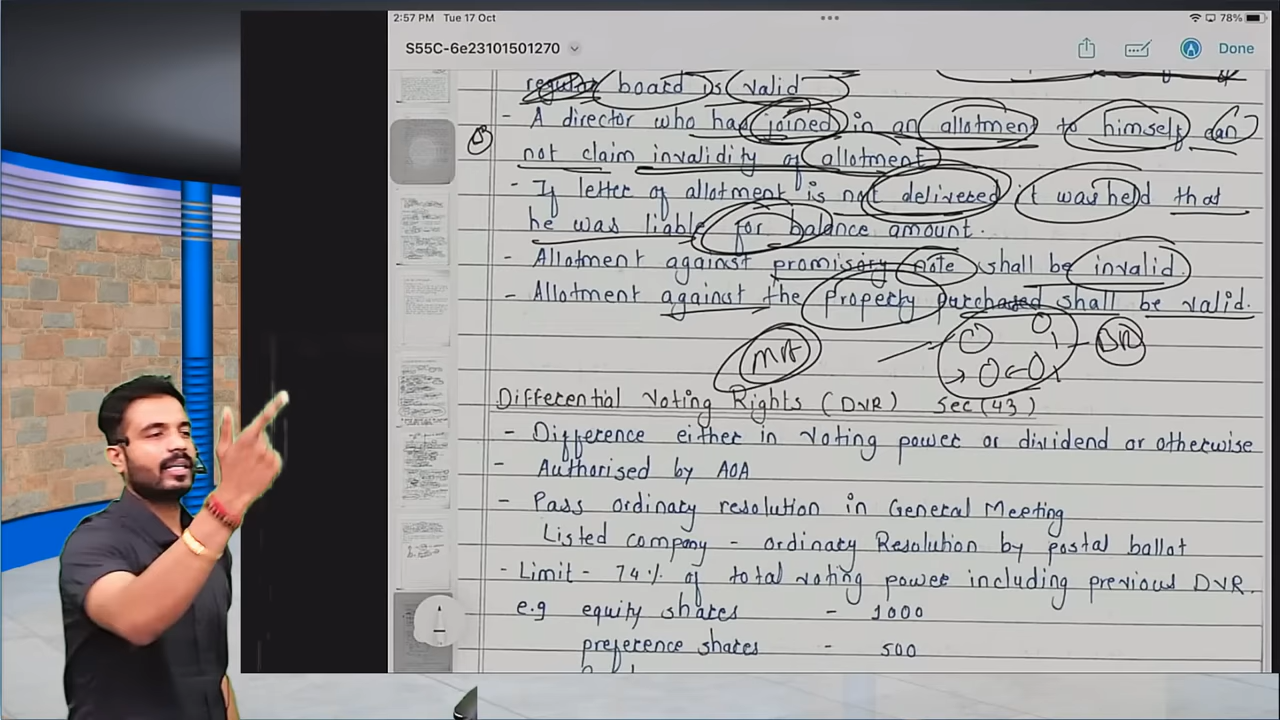 2:57 PM Tue 17 Oct
78%
S55C-6e23101501270
Done
regular board is valid
- A director who had joined in an allotment to himself can
not claim invalidity of allotment
- If letter of allotment is not delivered it was held that
he was liable for balance amount.
- Allotment against promisory note shall be invalid.
- Allotment against the property purchased shall be valid.
Differential Voting Rights (DVR) Sec (43)
- Difference either in voting power or dividend or otherwise
- Authorised by AOA
- Pass ordinary resolution in General Meeting
Listed company - ordinary Resolution by postal ballot
- Limit - 74% of total voting power including previous DVR.
e.g equity shares - 1000
preference shares - 500